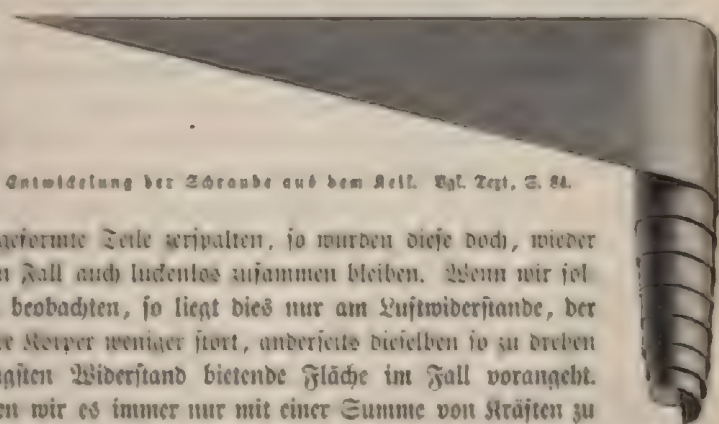 Entwickelung der Schraube aus dem Keil. Vgl. Text, S. 84.
geformte Teile zerspalten, so würden diese doch, wieder
n Fall auch lückenlos zusammen bleiben. Wenn wir sol
beobachten, so liegt dies nur am Luftwiderstande, der
re Körper weniger stört, anderseits dieselben so zu drehen
ngsten Widerstand bietende Fläche im Fall vorangeht.
en wir es immer nur mit einer Summe von Kräften zu